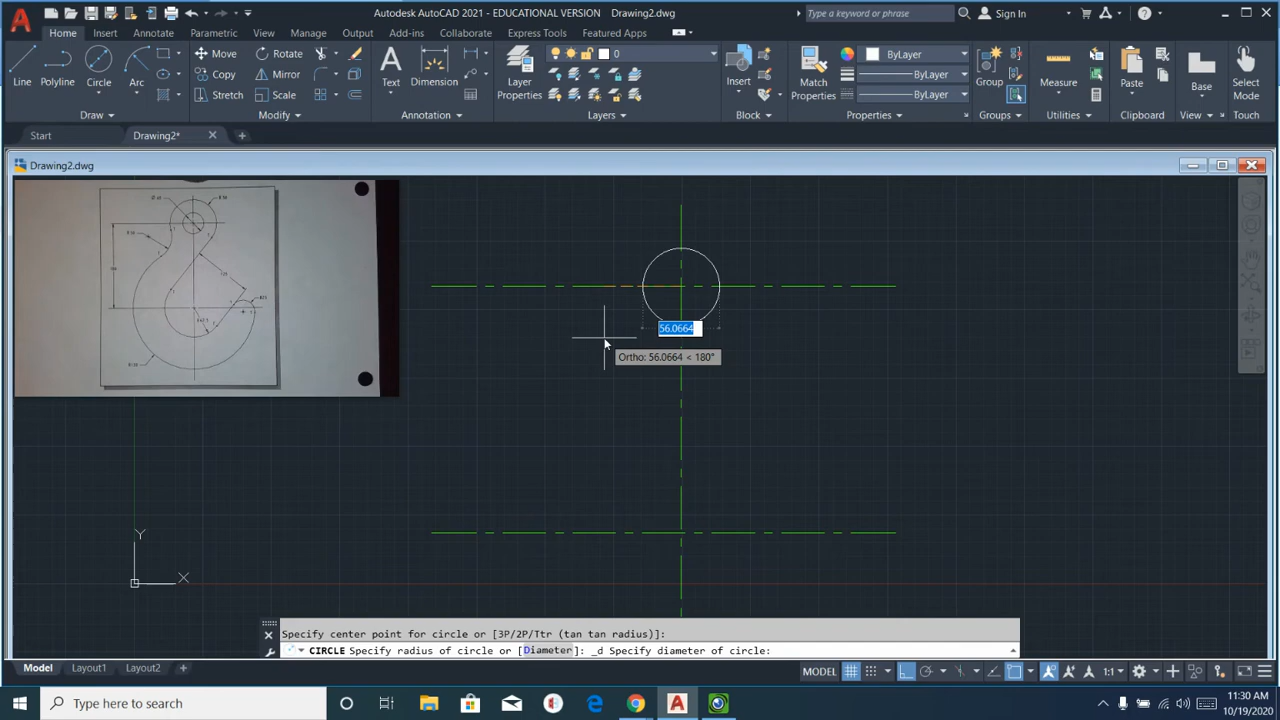 Autodesk AutoCAD 2021 - EDUCATIONAL VERSION Drawing2.dwg
Type a keyword or phrase
Sign In
Home Insert Annotate Parametric View Manage Output Add-ins Collaborate Express Tools Featured Apps
Line Polyline Circle Arc
Move Rotate
Copy Mirror
Stretch Scale
Text Dimension
Layer Properties
0
Insert
Match Properties
ByLayer
ByLayer
ByLayer
Group
Measure
Paste
Base
Select Mode
Draw Modify Annotation Layers Block Properties Groups Utilities Clipboard View Touch
Start Drawing2*
Drawing2.dwg
56.0664
Ortho: 56.0664 < 180°
Y
X
Specify center point for circle or [3P/2P/Ttr (tan tan radius)]:
CIRCLE Specify radius of circle or [Diameter]: _d Specify diameter of circle:
Model Layout1 Layout2
MODEL
1:1
Type here to search
11:30 AM
10/19/2020